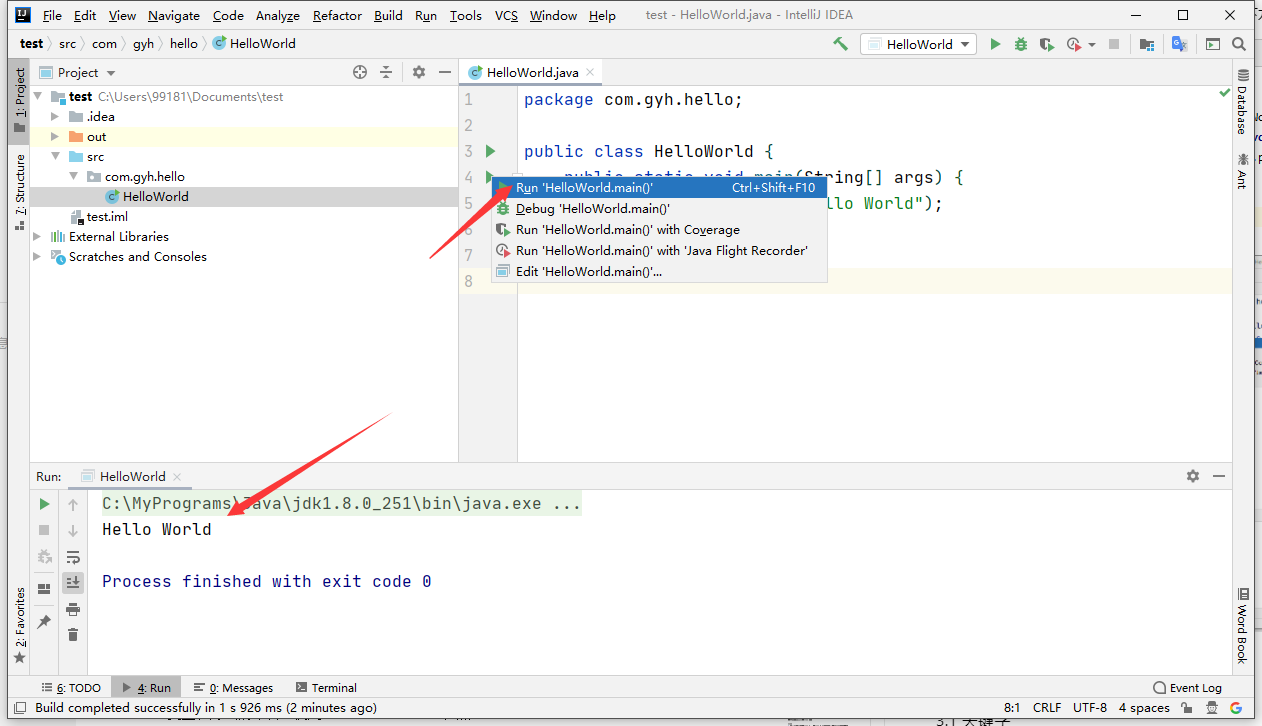 File Edit View Navigate Code Analyze Refactor Build Run Tools VCS Window Help test - HelloWorld.java - IntelliJ IDEA
test src com gyh hello HelloWorld HelloWorld
Project HelloWorld.java
1: Project
7: Structure
2: Favorites
test C:\Users\99181\Documents\test
.idea
out
src
com.gyh.hello
HelloWorld
test.iml
External Libraries
Scratches and Consoles
1 package com.gyh.hello;
2
3 public class HelloWorld {
4 public static void main(String[] args) {
5 llo World");
6
7
8
Run 'HelloWorld.main()' Ctrl+Shift+F10
Debug 'HelloWorld.main()'
Run 'HelloWorld.main()' with Coverage
Run 'HelloWorld.main()' with 'Java Flight Recorder'
Edit 'HelloWorld.main()'...
Database
Ant
Word Book
Run: HelloWorld
C:\MyPrograms\Java\jdk1.8.0_251\bin\java.exe ...
Hello World
Process finished with exit code 0
6: TODO 4: Run 0: Messages Terminal Event Log
Build completed successfully in 1 s 926 ms (2 minutes ago) 8:1 CRLF UTF-8 4 spaces